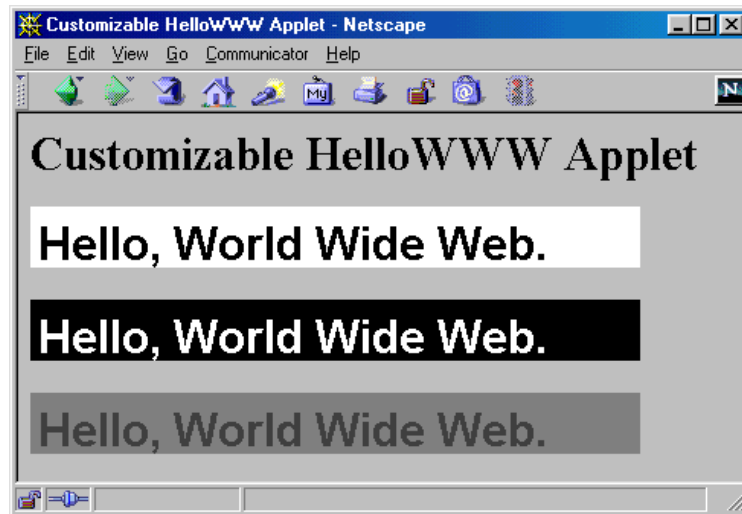 Customizable HelloWWW Applet - Netscape
File Edit View Go Communicator Help
My @ N
Customizable HelloWWW Applet
Hello, World Wide Web.
Hello, World Wide Web.
Hello, World Wide Web.